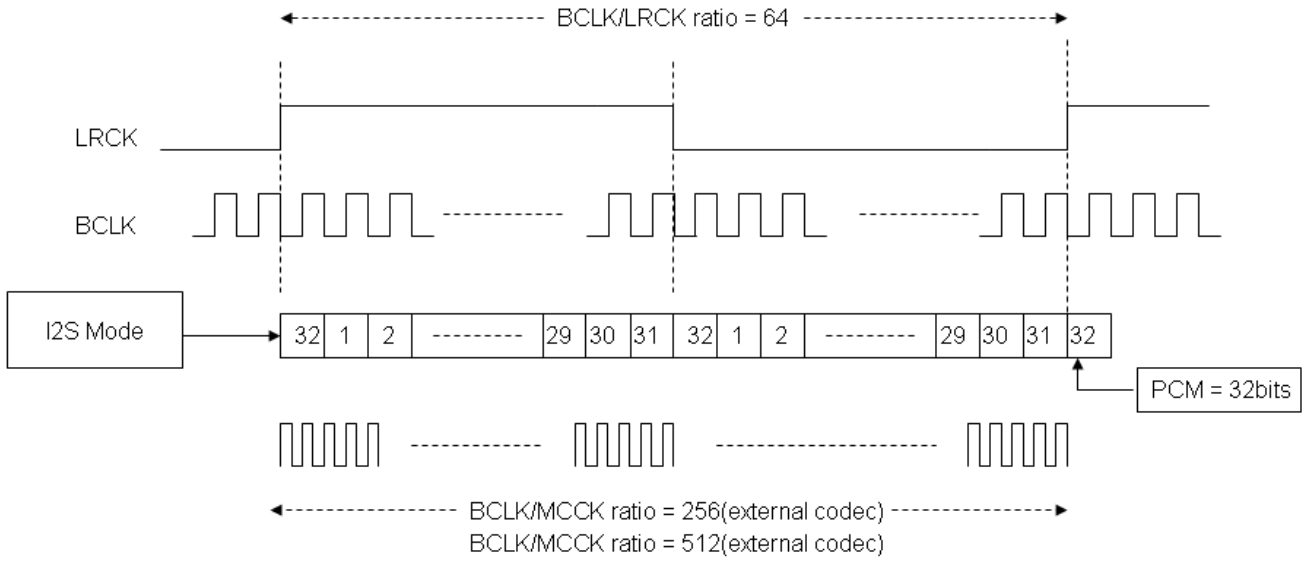 BCLK/LRCK ratio = 64
LRCK
BCLK
I2S Mode
32 1 2 29 30 31 32 1 2 29 30 31 32
PCM = 32bits
BCLK/MCCK ratio = 256(external codec)
BCLK/MCCK ratio = 512(external codec)